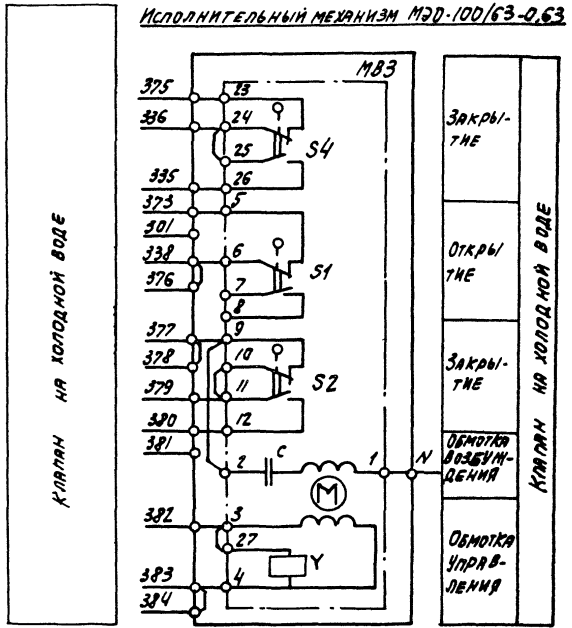 Исполнительный механизм МЭО-100/63-0,63
МВЗ
375
23
336
24
25
S4
335
26
373
5
301
338
6
376
S1
7
8
377
9
378
10
379
11
S2
380
12
381
2
C
1
N
М
382
3
27
Y
383
4
384
Закры-
тие
Откры
тие
Закры-
тие
Обмотка
возбуж-
дения
Обмотка
управ-
ления
Клапан на холодной воде
Клапан на холодной воде